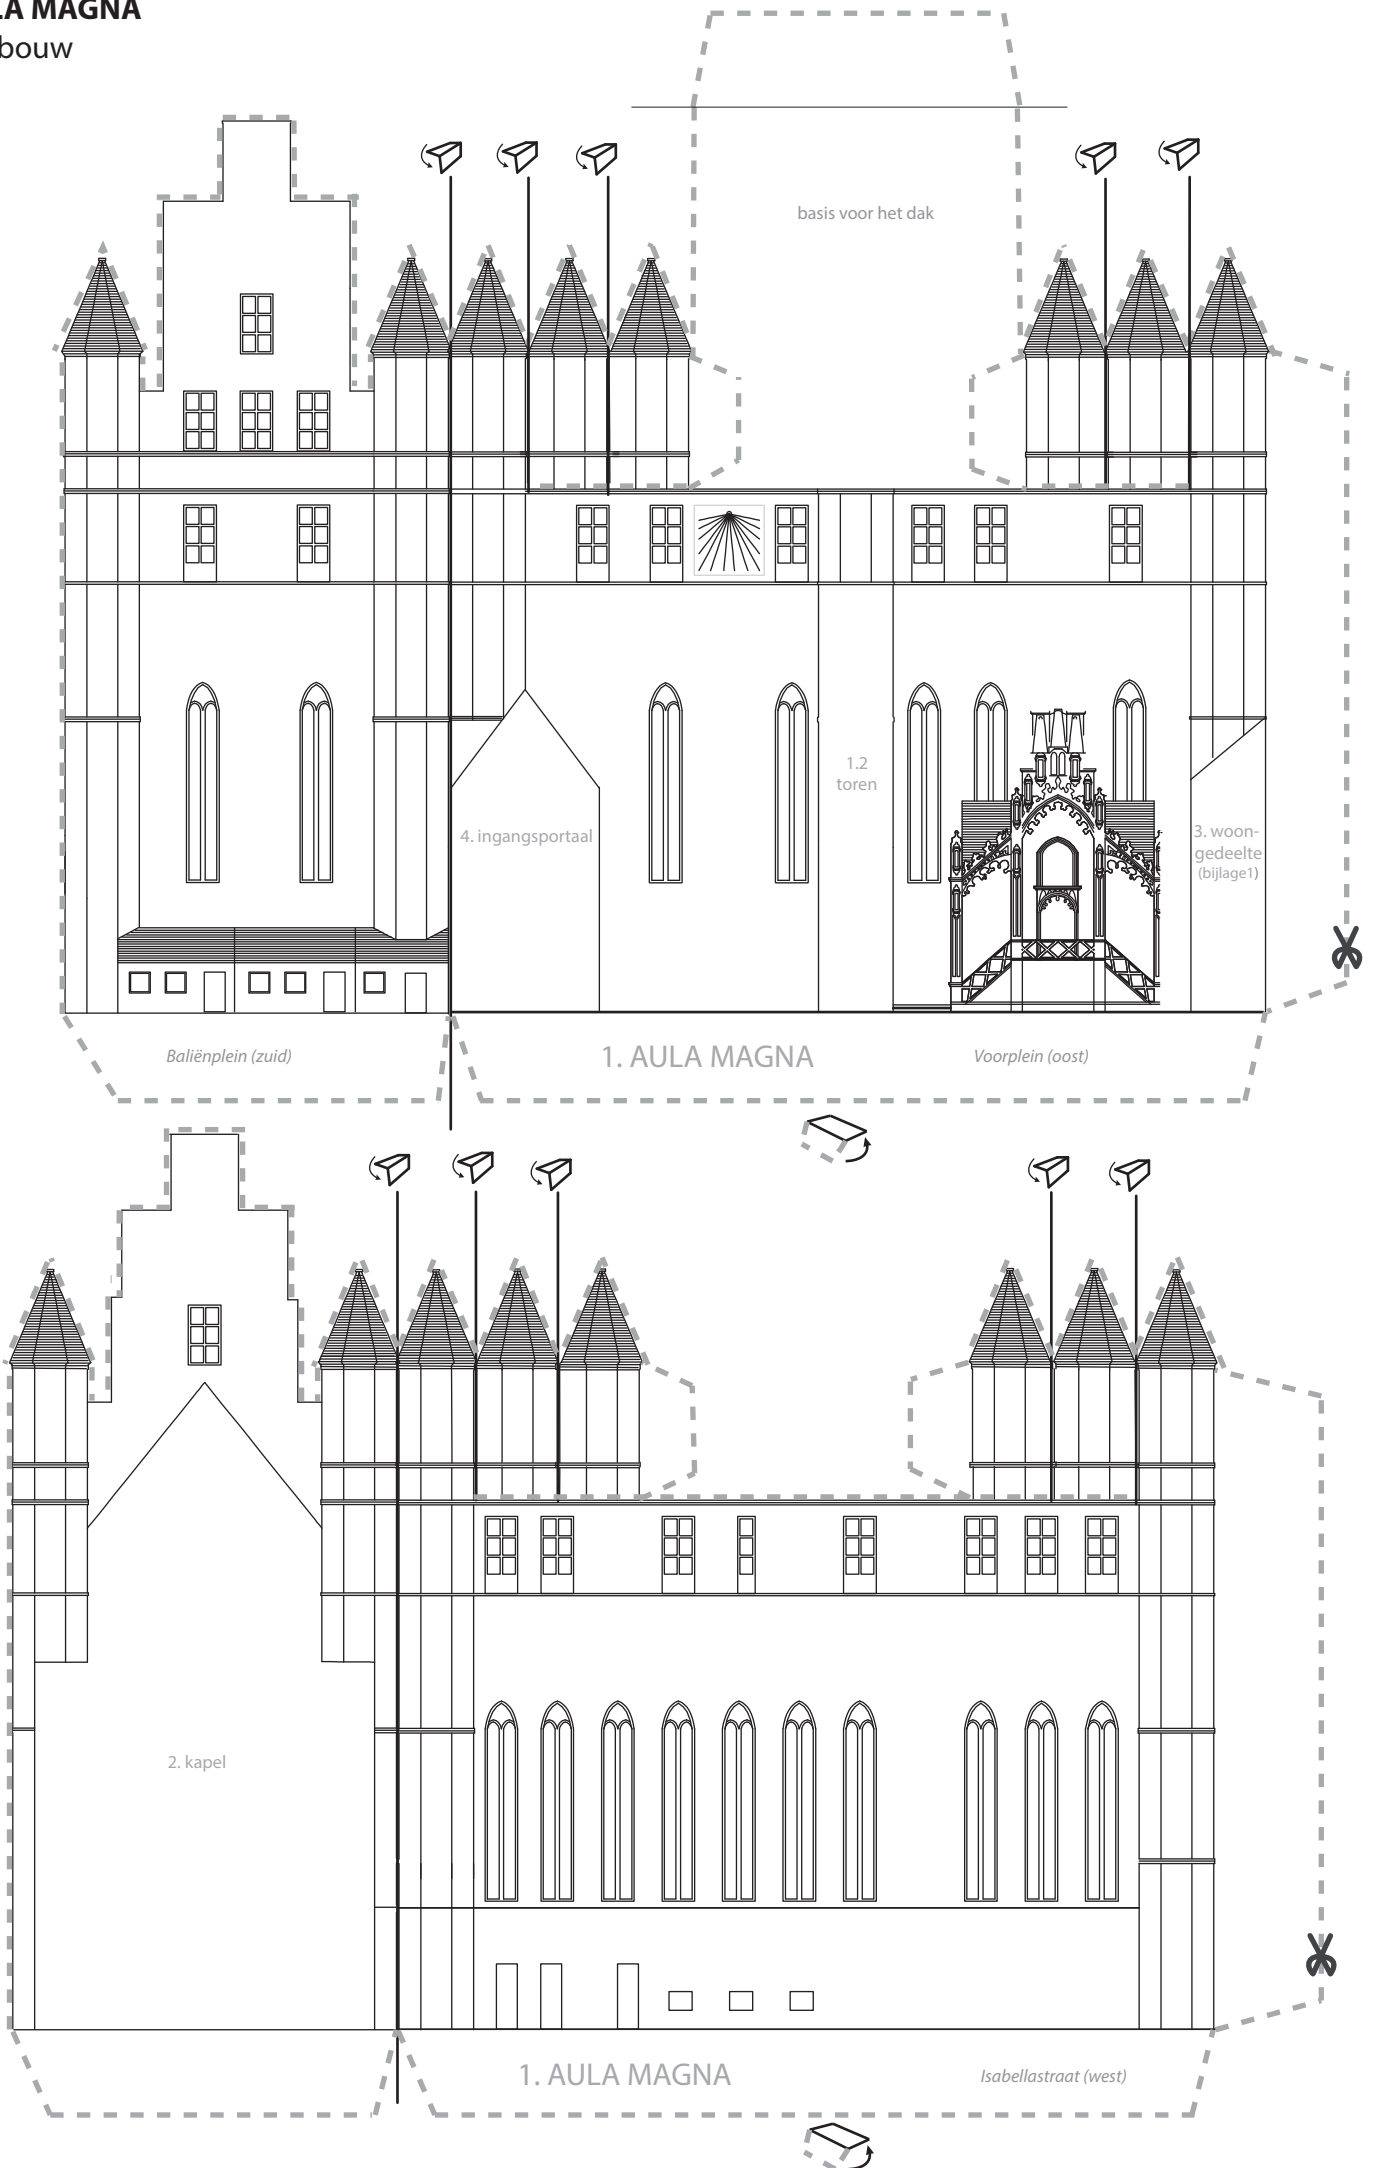 LA MAGNA
bouw
basis voor het dak
1.2
toren
4. ingangsportaal
3. woon-
gedeelte
(bijlage1)
Baliënplein (zuid)
1. AULA MAGNA
Voorplein (oost)
2. kapel
1. AULA MAGNA
Isabellastraat (west)